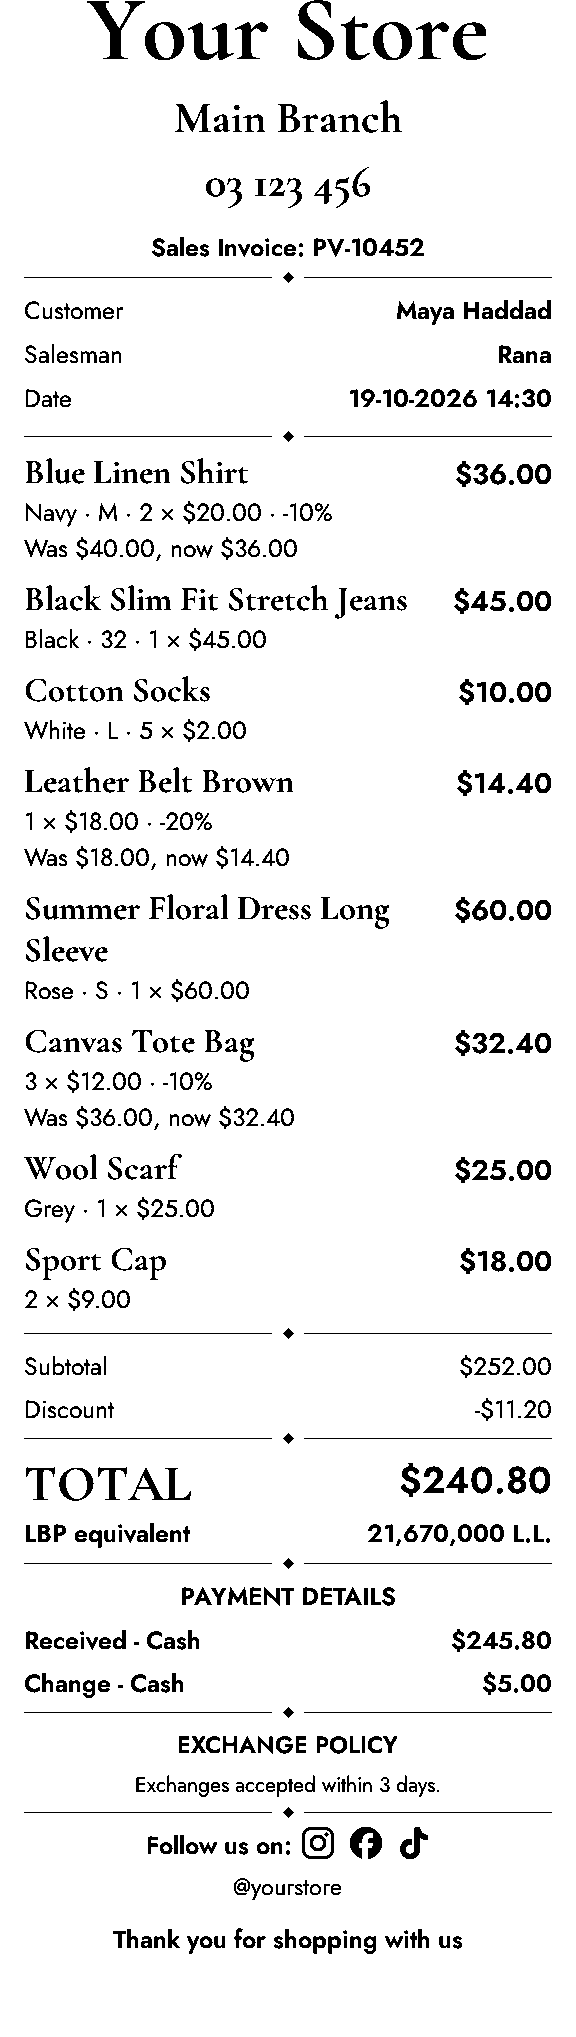 Your Store
Main Branch
03 123 456
Sales Invoice: PV-10452
Customer Maya Haddad
Salesman Rana
Date 19-10-2026 14:30
Blue Linen Shirt $36.00
Navy · M · 2 × $20.00 · -10%
Was $40.00, now $36.00
Black Slim Fit Stretch Jeans $45.00
Black · 32 · 1 × $45.00
Cotton Socks $10.00
White · L · 5 × $2.00
Leather Belt Brown $14.40
1 × $18.00 · -20%
Was $18.00, now $14.40
Summer Floral Dress Long $60.00
Sleeve
Rose · S · 1 × $60.00
Canvas Tote Bag $32.40
3 × $12.00 · -10%
Was $36.00, now $32.40
Wool Scarf $25.00
Grey · 1 × $25.00
Sport Cap $18.00
2 × $9.00
Subtotal $252.00
Discount -$11.20
TOTAL $240.80
LBP equivalent 21,670,000 L.L.
PAYMENT DETAILS
Received - Cash $245.80
Change - Cash $5.00
EXCHANGE POLICY
Exchanges accepted within 3 days.
Follow us on:
@yourstore
Thank you for shopping with us